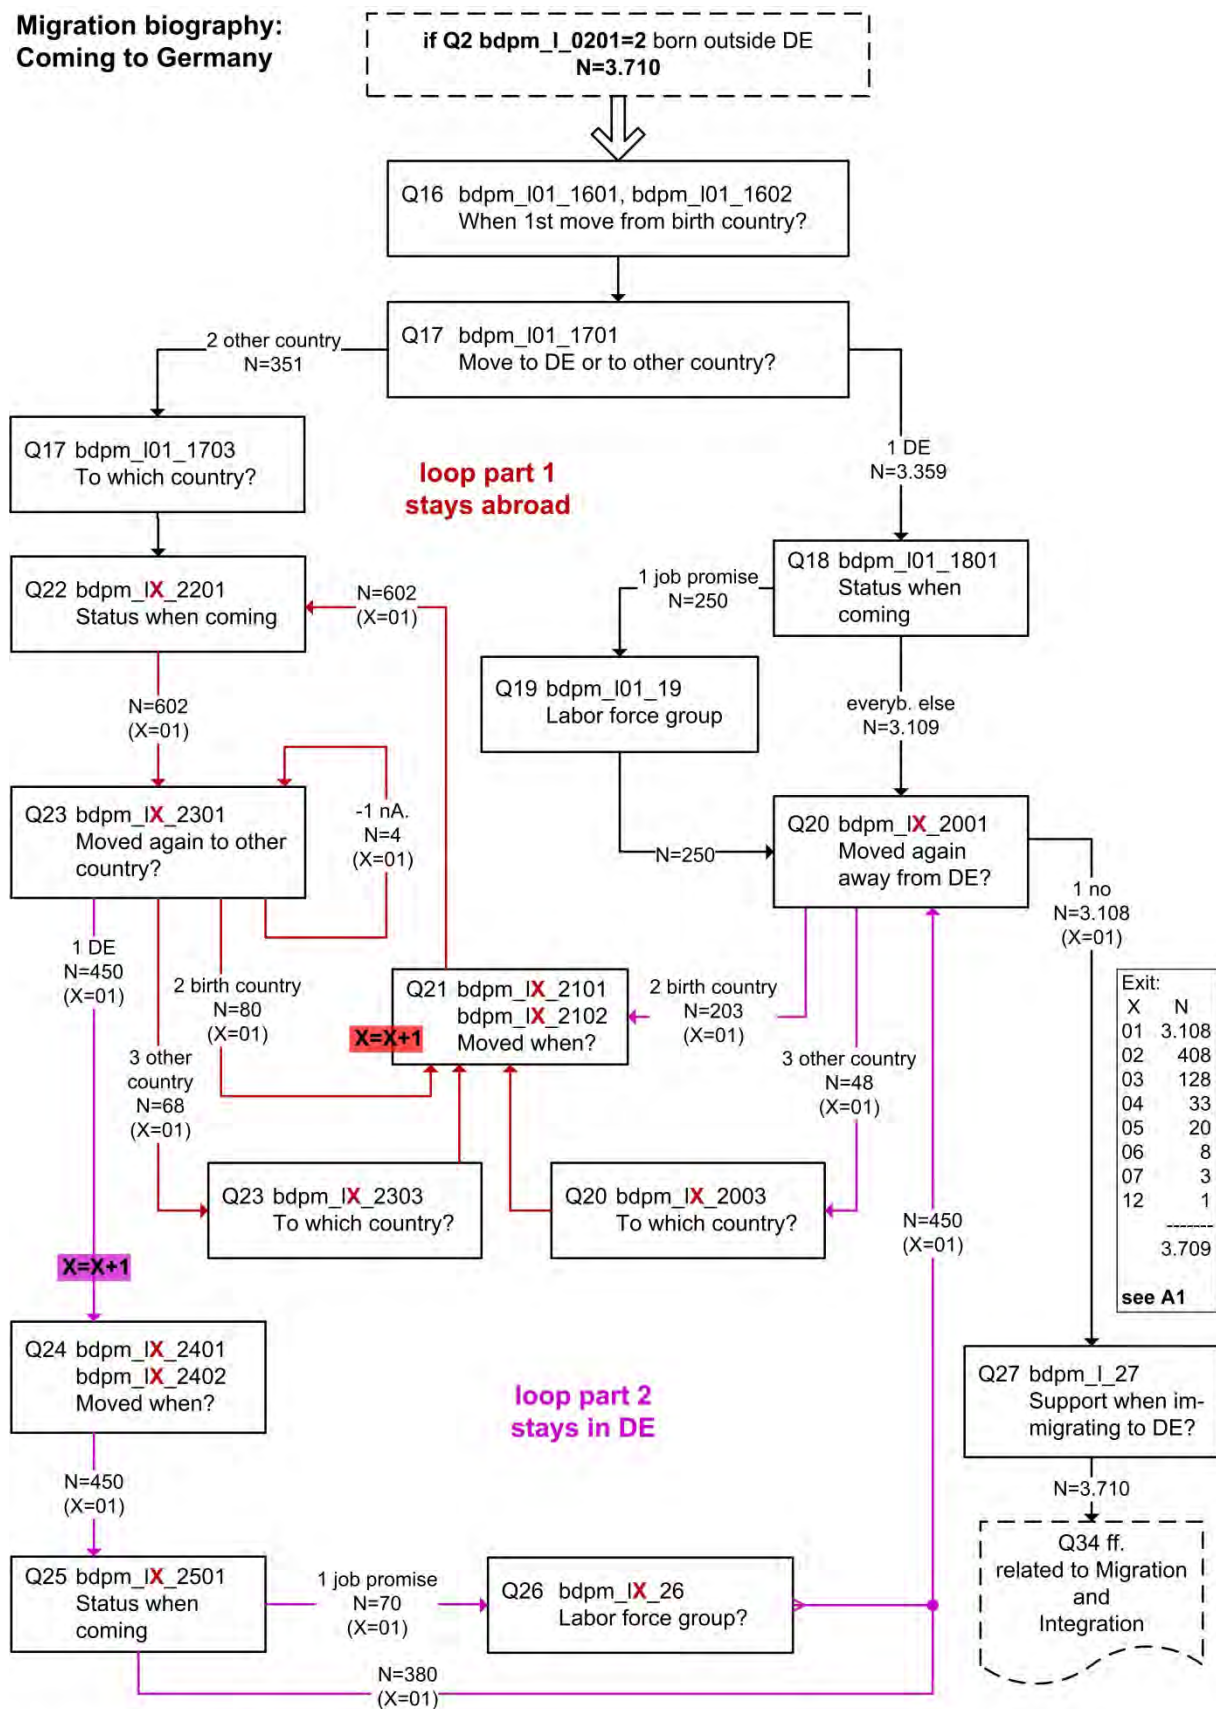 Migration biography:
Coming to Germany
if Q2 bdpm_l_0201=2 born outside DE
N=3.710
Q16 bdpm_l01_1601, bdpm_l01_1602
When 1st move from birth country?
Q17 bdpm_l01_1701
Move to DE or to other country?
2 other country
N=351
1 DE
N=3.359
Q17 bdpm_l01_1703
To which country?
loop part 1
stays abroad
Q18 bdpm_l01_1801
Status when
coming
1 job promise
N=250
Q22 bdpm_lX_2201
Status when coming
N=602
(X=01)
Q19 bdpm_l01_19
Labor force group
everyb. else
N=3.109
N=602
(X=01)
Q23 bdpm_lX_2301
Moved again to other
country?
-1 nA.
N=4
(X=01)
Q20 bdpm_lX_2001
Moved again
away from DE?
N=250
1 no
N=3.108
(X=01)
1 DE
N=450
(X=01)
2 birth country
N=80
(X=01)
3 other
country
N=68
(X=01)
Q21 bdpm_lX_2101
bdpm_lX_2102
Moved when?
X=X+1
2 birth country
N=203
(X=01)
3 other country
N=48
(X=01)
Exit:
X N
01 3.108
02 408
03 128
04 33
05 20
06 8
07 3
12 1
-------
3.709
see A1
Q23 bdpm_lX_2303
To which country?
Q20 bdpm_lX_2003
To which country?
N=450
(X=01)
X=X+1
Q24 bdpm_lX_2401
bdpm_lX_2402
Moved when?
loop part 2
stays in DE
Q27 bdpm_l_27
Support when im-
migrating to DE?
N=450
(X=01)
N=3.710
Q25 bdpm_lX_2501
Status when
coming
1 job promise
N=70
(X=01)
Q26 bdpm_lX_26
Labor force group?
Q34 ff.
related to Migration
and
Integration
N=380
(X=01)